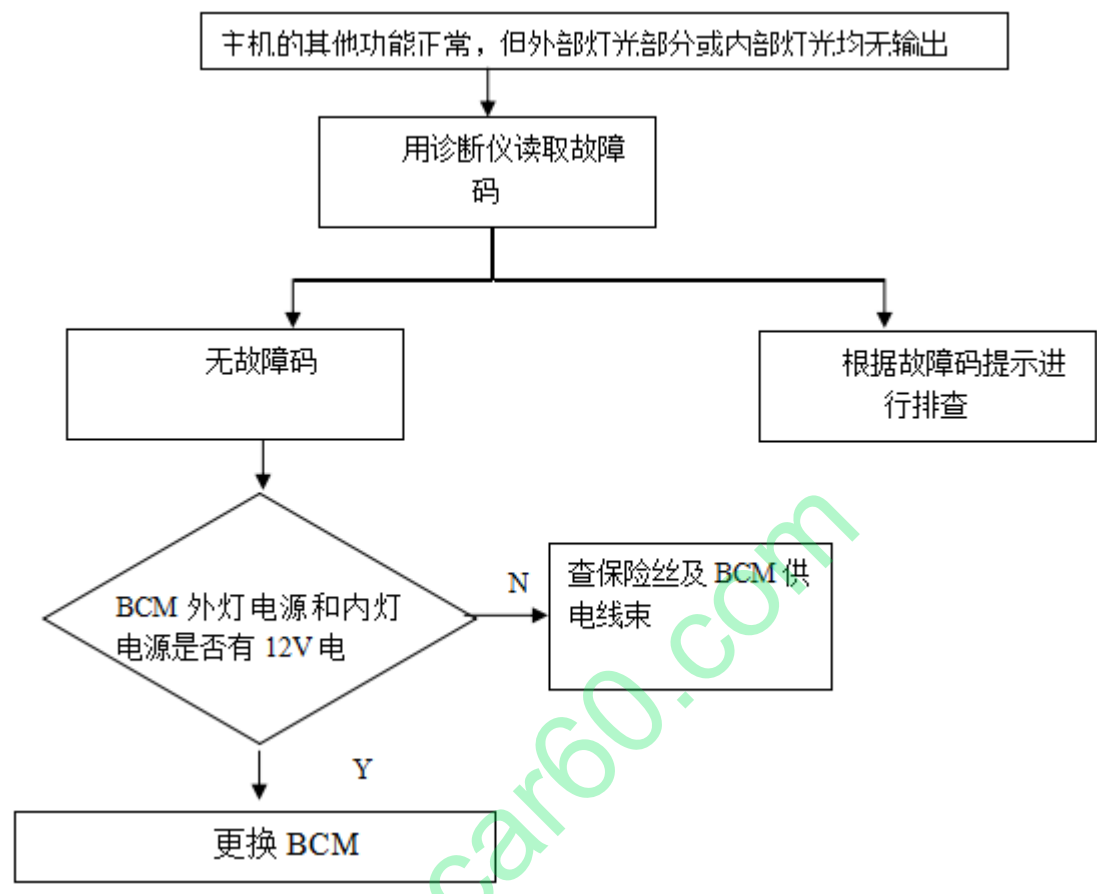 主机的其他功能正常，但外部灯光部分或内部灯光均无输出
用诊断仪读取故障
码
无故障码
根据故障码提示进
行排查
BCM 外灯电源和内灯
电源是否有 12V 电
N
查保险丝及 BCM 供
电线束
Y
更换 BCM
car60.com